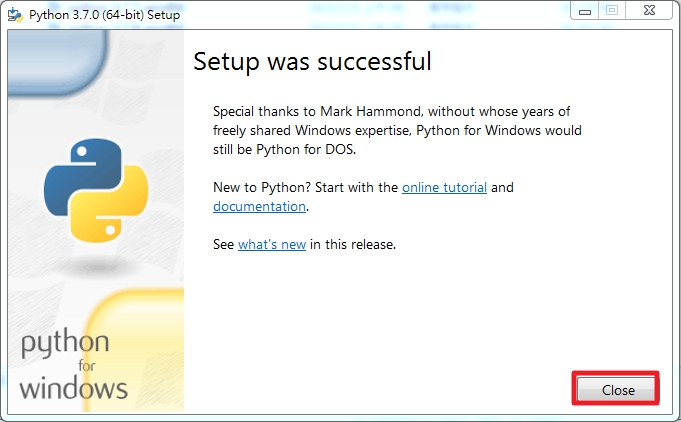 Python 3.7.0 (64-bit) Setup
Setup was successful
Special thanks to Mark Hammond, without whose years of
freely shared Windows expertise, Python for Windows would
still be Python for DOS.
New to Python? Start with the online tutorial and
documentation.
See what's new in this release.
python
for
windows
Close